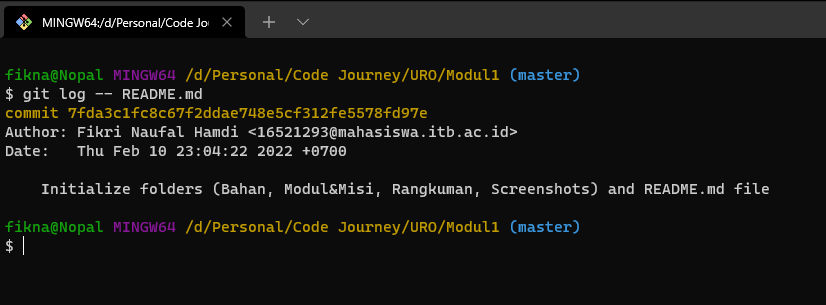 MINGW64:/d/Personal/Code Jou
fikna@Nopal MINGW64 /d/Personal/Code Journey/URO/Modul1 (master)
$ git log -- README.md
commit 7fda3c1fc8c67f2ddae748e5cf312fe5578fd97e
Author: Fikri Naufal Hamdi <16521293@mahasiswa.itb.ac.id>
Date:   Thu Feb 10 23:04:22 2022 +0700
    Initialize folders (Bahan, Modul&Misi, Rangkuman, Screenshots) and README.md file
fikna@Nopal MINGW64 /d/Personal/Code Journey/URO/Modul1 (master)
$